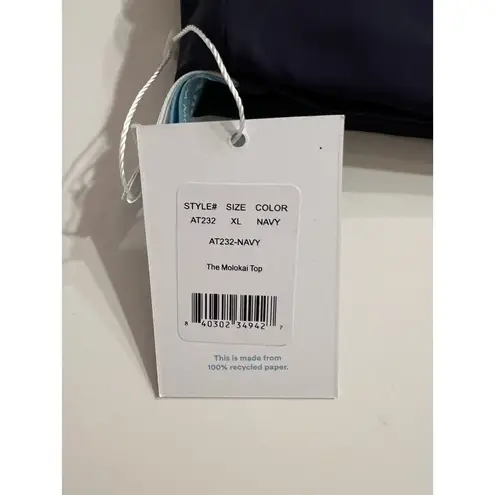 STYLE# SIZE COLOR
AT232 XL NAVY
AT232-NAVY
The Molokai Top
8 40302 34942 7
This is made from
100% recycled paper.